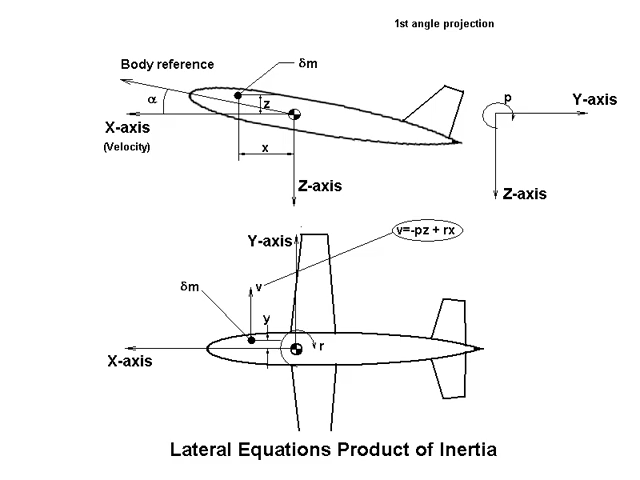 1st angle projection
Body reference
δm
α
z
X-axis
(Velocity)
x
Z-axis
p
Y-axis
Z-axis
Y-axis
v=-pz + rx
δm
v
y
r
X-axis
Lateral Equations Product of Inertia